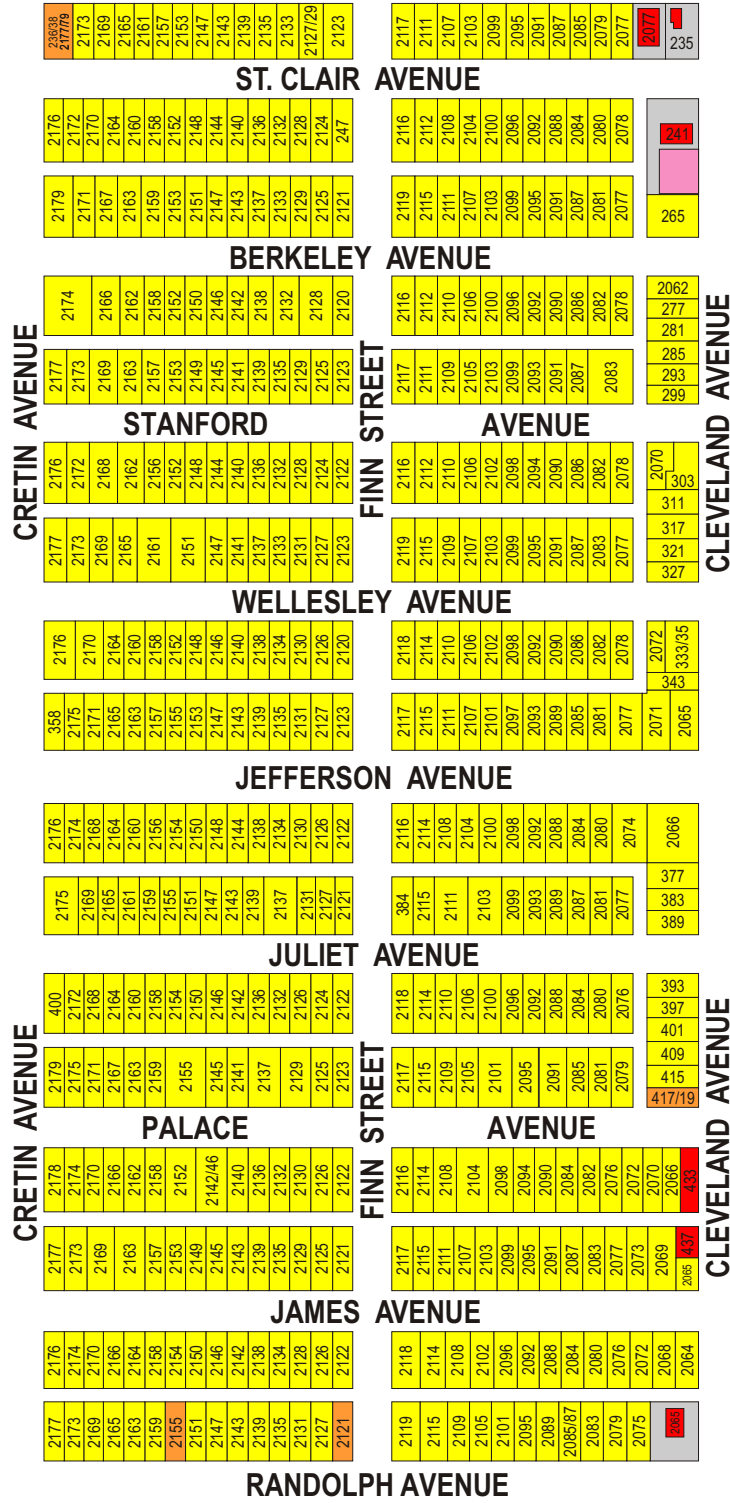 236/38 2177/79 2173 2169 2165 2161 2157 2153 2147 2143 2139 2135 2133 2127/29 2123 2117 2111 2107 2103 2099 2095 2091 2087 2085 2079 2077 2077 235
ST. CLAIR AVENUE
2176 2172 2170 2164 2160 2158 2152 2148 2144 2140 2136 2132 2128 2124 247 2116 2112 2108 2104 2100 2096 2092 2088 2084 2080 2078 241
2179 2171 2167 2163 2159 2153 2151 2147 2143 2137 2133 2129 2125 2121 2119 2115 2111 2107 2103 2099 2095 2091 2087 2081 2077 265
BERKELEY AVENUE
2174 2166 2162 2158 2152 2150 2146 2142 2138 2132 2128 2120 2116 2112 2110 2106 2100 2096 2092 2090 2086 2082 2078 2062
277
281
2177 2173 2169 2163 2157 2153 2149 2145 2141 2139 2135 2129 2125 2123 2117 2111 2109 2105 2103 2099 2093 2091 2087 2083 285
293
299
CRETIN AVENUE
STANFORD AVENUE
FINN STREET
CLEVELAND AVENUE
2176 2172 2168 2162 2156 2152 2148 2144 2140 2136 2132 2128 2124 2122 2116 2112 2110 2106 2102 2098 2094 2090 2086 2082 2078 2070 303
311
2177 2173 2169 2165 2161 2151 2147 2141 2137 2133 2131 2127 2123 2119 2115 2109 2107 2103 2099 2095 2091 2087 2083 2077 317
321
327
WELLESLEY AVENUE
2176 2170 2164 2160 2158 2152 2148 2146 2140 2138 2134 2130 2126 2120 2118 2114 2110 2106 2102 2098 2092 2090 2086 2082 2078 2072 333/35
343
358 2175 2171 2165 2163 2157 2155 2153 2147 2143 2139 2135 2131 2127 2123 2117 2115 2111 2107 2101 2097 2093 2089 2085 2081 2077 2071 2065
JEFFERSON AVENUE
2176 2174 2168 2164 2160 2156 2154 2150 2148 2144 2138 2134 2130 2126 2122 2116 2114 2108 2104 2100 2098 2092 2088 2084 2080 2074 2066
377
2175 2169 2165 2161 2159 2155 2151 2147 2143 2139 2137 2131 2127 2121 384 2115 2111 2103 2099 2093 2089 2087 2081 2077 383
389
JULIET AVENUE
400 2172 2168 2164 2160 2158 2154 2150 2146 2142 2136 2132 2126 2124 2122 2118 2114 2110 2106 2100 2096 2092 2088 2084 2080 2076 393
397
401
2179 2175 2171 2167 2163 2159 2155 2145 2141 2137 2129 2125 2123 2117 2115 2109 2105 2101 2095 2091 2085 2081 2079 409
415
417/19
CRETIN AVENUE
PALACE AVENUE
FINN STREET
CLEVELAND AVENUE
2178 2174 2170 2166 2162 2158 2152 2142/46 2140 2136 2132 2130 2126 2122 2116 2114 2108 2104 2098 2094 2090 2084 2082 2076 2072 2070 2066 433
2177 2173 2169 2163 2157 2153 2149 2145 2143 2139 2135 2129 2125 2121 2117 2115 2111 2107 2103 2099 2095 2091 2087 2083 2077 2073 2069 437
2065
JAMES AVENUE
2176 2174 2170 2166 2164 2158 2154 2150 2146 2142 2138 2134 2128 2126 2122 2118 2114 2108 2102 2096 2092 2088 2084 2080 2076 2072 2068 2064
2177 2173 2169 2165 2163 2159 2155 2151 2147 2143 2139 2135 2131 2127 2121 2119 2115 2109 2105 2101 2095 2089 2085/87 2083 2079 2075 2065
RANDOLPH AVENUE